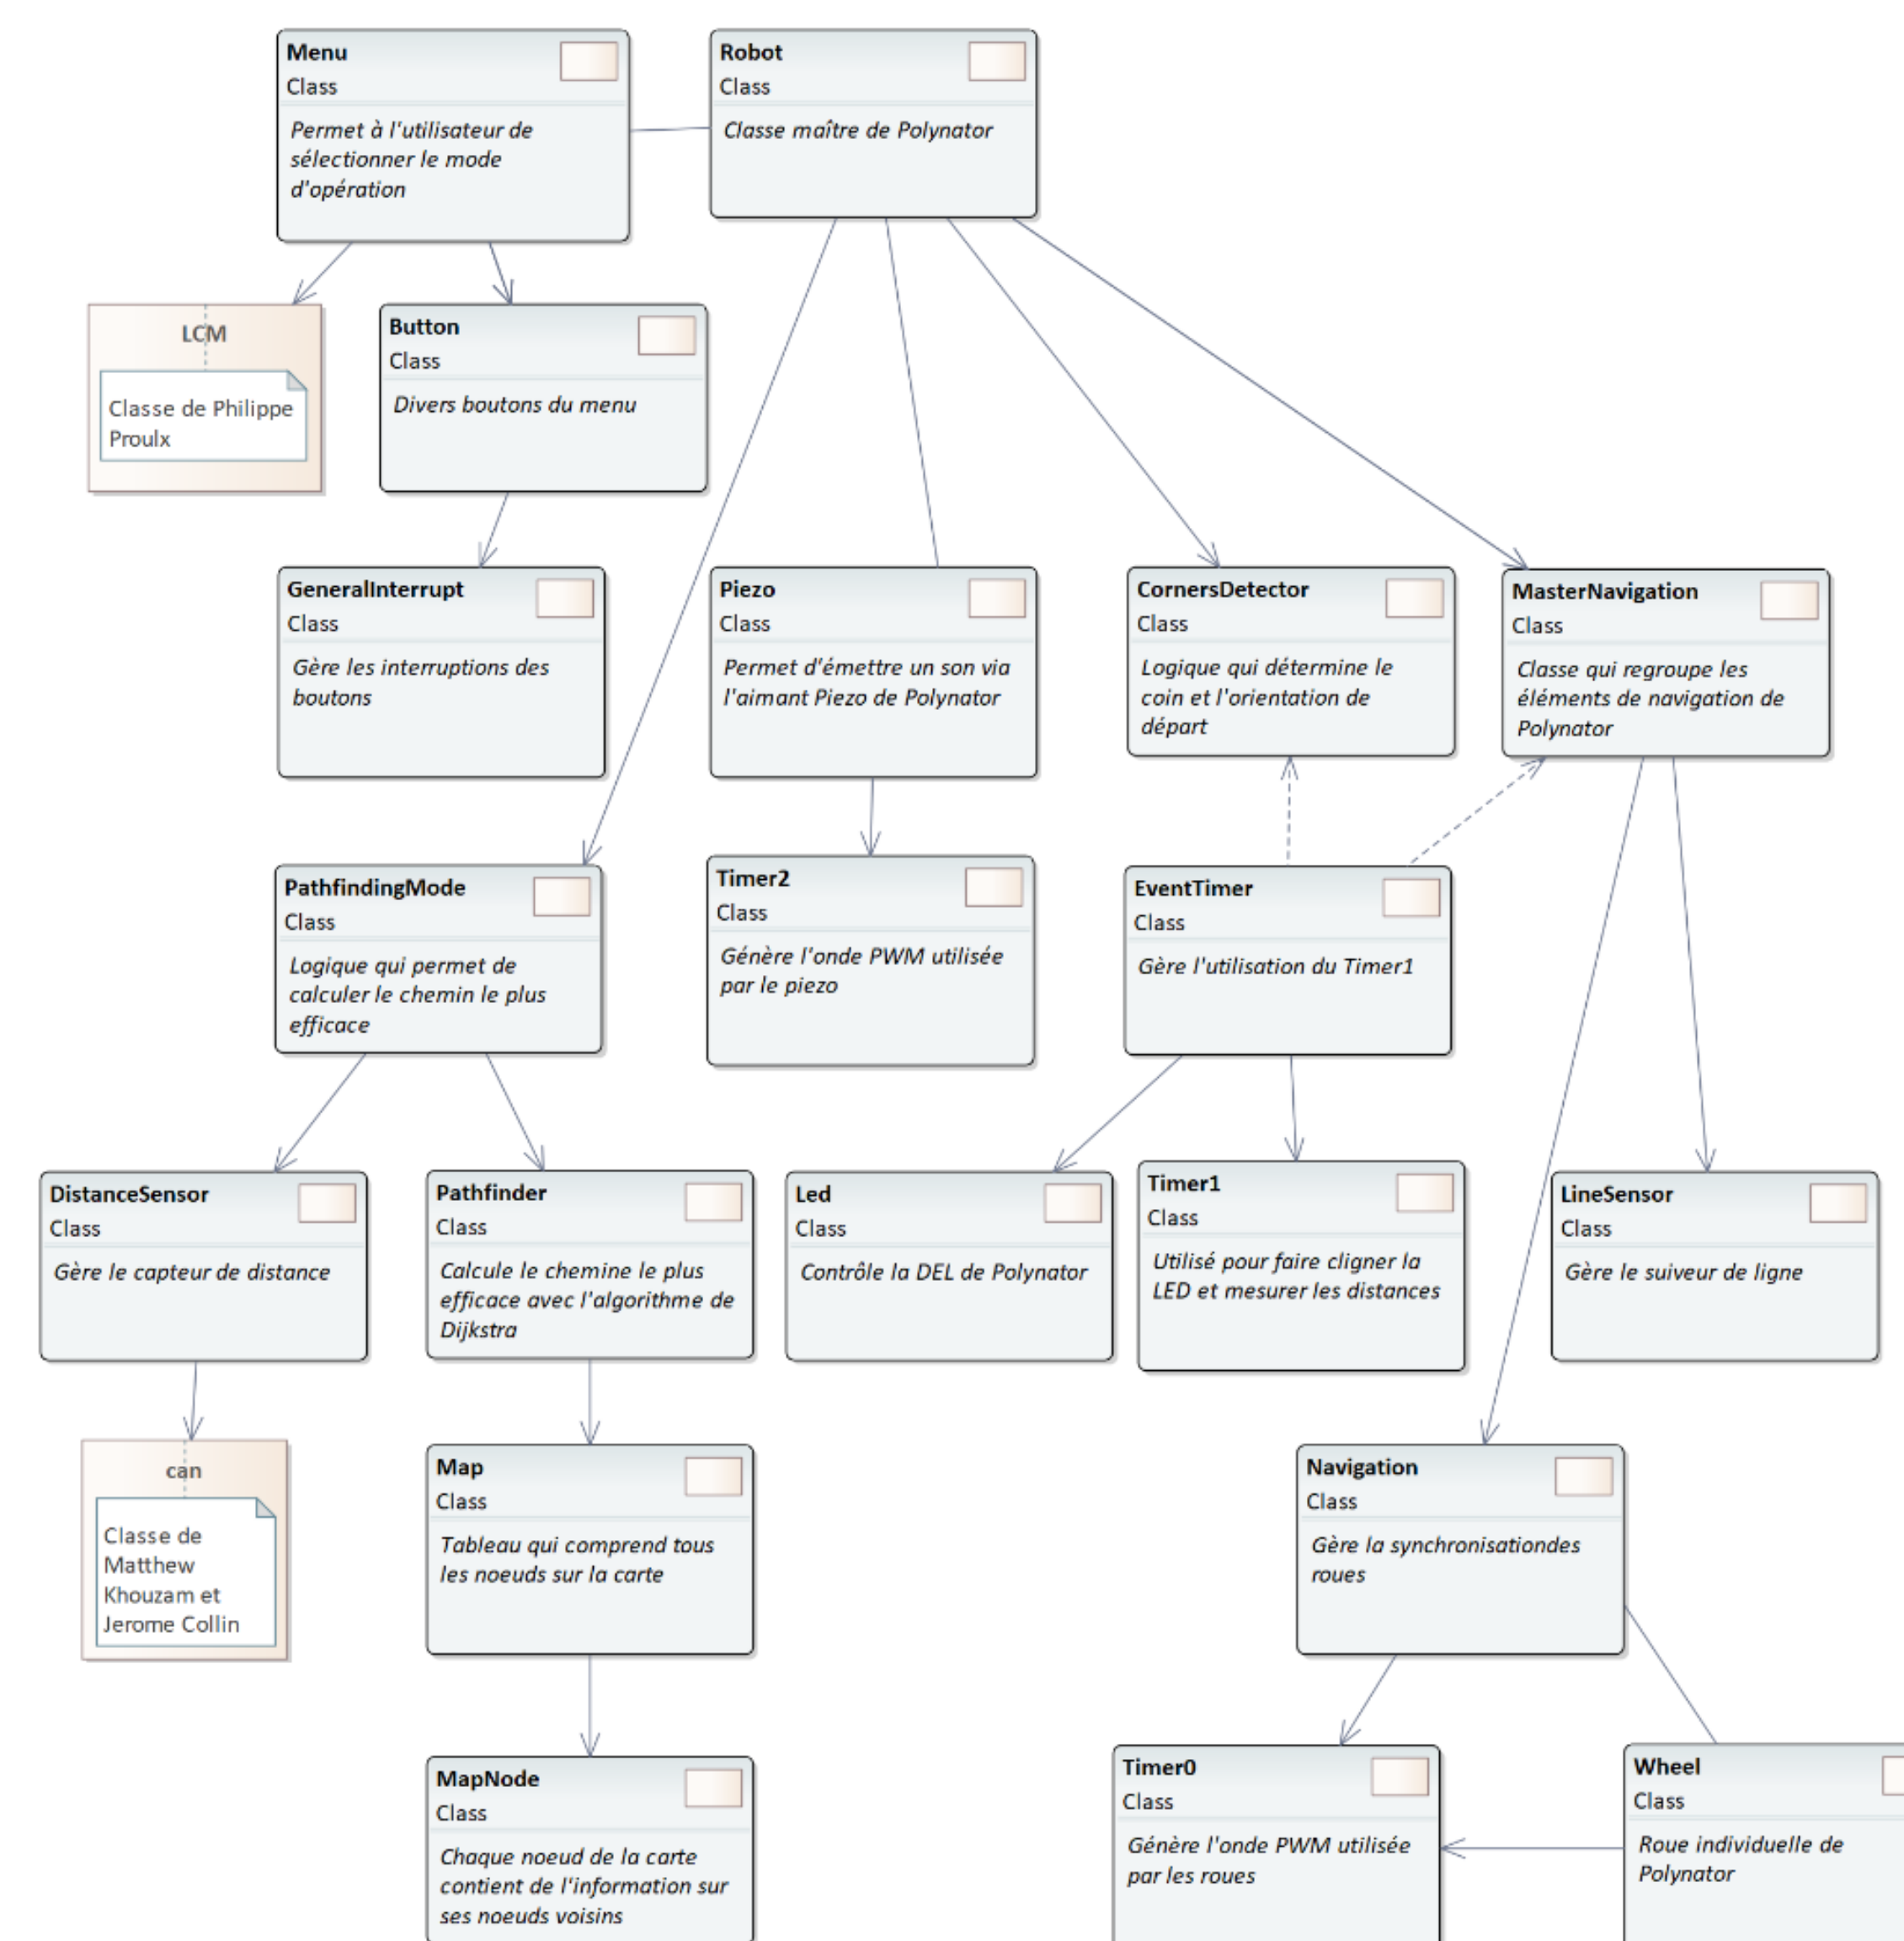 Menu
Class
Permet à l'utilisateur de
sélectionner le mode
d'opération
Robot
Class
Classe maître de Polynator
LCM
Classe de Philippe
Proulx
Button
Class
Divers boutons du menu
GeneralInterrupt
Class
Gère les interruptions des
boutons
Piezo
Class
Permet d'émettre un son via
l'aimant Piezo de Polynator
CornersDetector
Class
Logique qui détermine le
coin et l'orientation de
départ
MasterNavigation
Class
Classe qui regroupe les
éléments de navigation de
Polynator
PathfindingMode
Class
Logique qui permet de
calculer le chemin le plus
efficace
Timer2
Class
Génère l'onde PWM utilisée
par le piezo
EventTimer
Class
Gère l'utilisation du Timer1
DistanceSensor
Class
Gère le capteur de distance
Pathfinder
Class
Calcule le chemine le plus
efficace avec l'algorithme de
Dijkstra
Led
Class
Contrôle la DEL de Polynator
Timer1
Class
Utilisé pour faire cligner la
LED et mesurer les distances
LineSensor
Class
Gère le suiveur de ligne
can
Classe de
Matthew
Khouzam et
Jerome Collin
Map
Class
Tableau qui comprend tous
les noeuds sur la carte
Navigation
Class
Gère la synchronisationdes
roues
MapNode
Class
Chaque noeud de la carte
contient de l'information sur
ses noeuds voisins
Timer0
Class
Génère l'onde PWM utilisée
par les roues
Wheel
Class
Roue individuelle de
Polynator